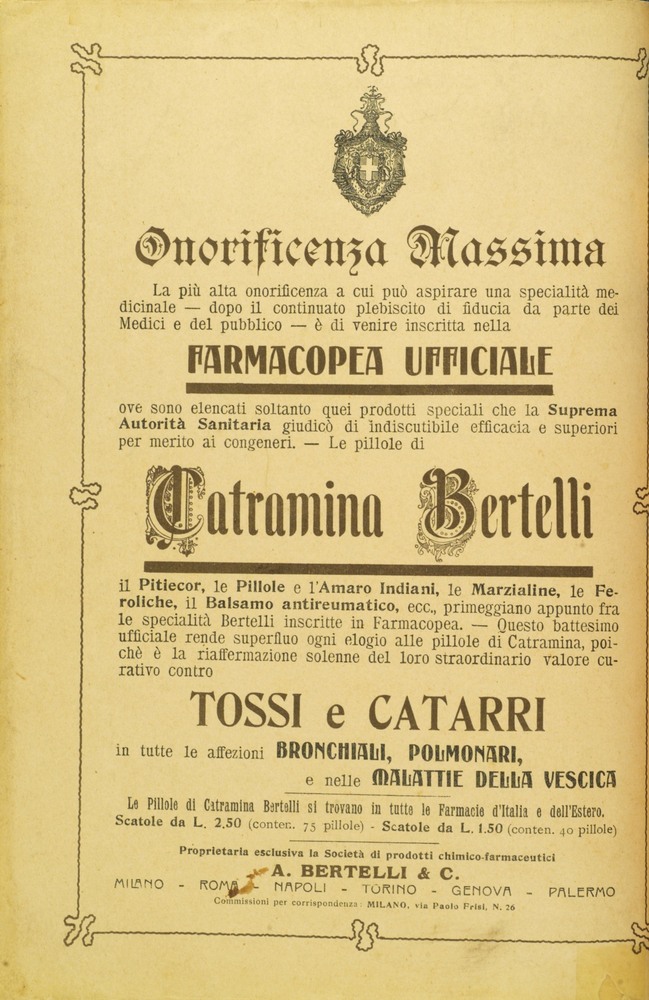 Onorificenza Massima
La più alta onorificenza a cui può aspirare una specialità me-
dicinale — dopo il continuato plebiscito di fiducia da parte dei
Medici e del pubblico — è di venire inscritta nella
FARMACOPEA UFFICIALE
ove sono elencati soltanto quei prodotti speciali che la Suprema
Autorità Sanitaria giudicò di indiscutibile efficacia e superiori
per merito ai congeneri. — Le pillole di
Catramina Bertelli
il Pitiecor, le Pillole e l'Amaro Indiani, le Marzialine, le Fe-
roliche, il Balsamo antireumatico, ecc., primeggiano appunto fra
le specialità Bertelli inscritte in Farmacopea. — Questo battesimo
ufficiale rende superfluo ogni elogio alle pillole di Catramina, poi-
chè è la riaffermazione solenne del loro straordinario valore cu-
rativo contro
TOSSI e CATARRI
in tutte le affezioni BRONCHIALI, POLMONARI,
e nelle MALATTIE DELLA VESCICA
Le Pillole di Catramina Bertelli si trovano in tutte le Farmacie d'Italia e dell'Estero.
Scatole da L. 2,50 (conten. 75 pillole) - Scatole da L. 1.50 (conten. 40 pillole)
Proprietaria esclusiva la Società di prodotti chimico-farmaceutici
A. BERTELLI & C.
MILANO - ROMA - NAPOLI - TORINO - GENOVA - PALERMO
Commissioni per corrispondenza: MILANO, via Paolo Frisi, N. 26